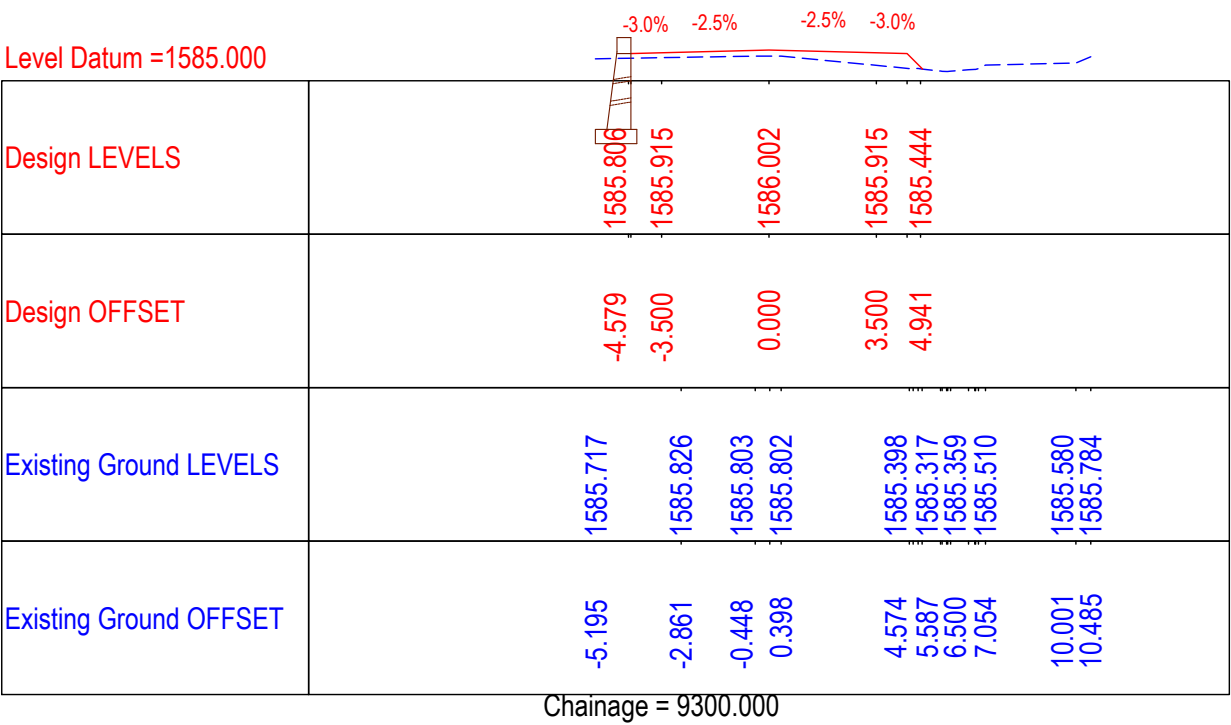 -3.0% -2.5% -2.5% -3.0%
Level Datum =1585.000
Design LEVELS 1585.806 1585.915 1586.002 1585.915 1585.444
Design OFFSET -4.579 -3.500 0.000 3.500 4.941
Existing Ground LEVELS 1585.717 1585.826 1585.803 1585.802 1585.398 1585.317 1585.359 1585.510 1585.580 1585.784
Existing Ground OFFSET -5.195 -2.861 -0.448 0.398 4.574 5.587 6.500 7.054 10.001 10.485
Chainage = 9300.000